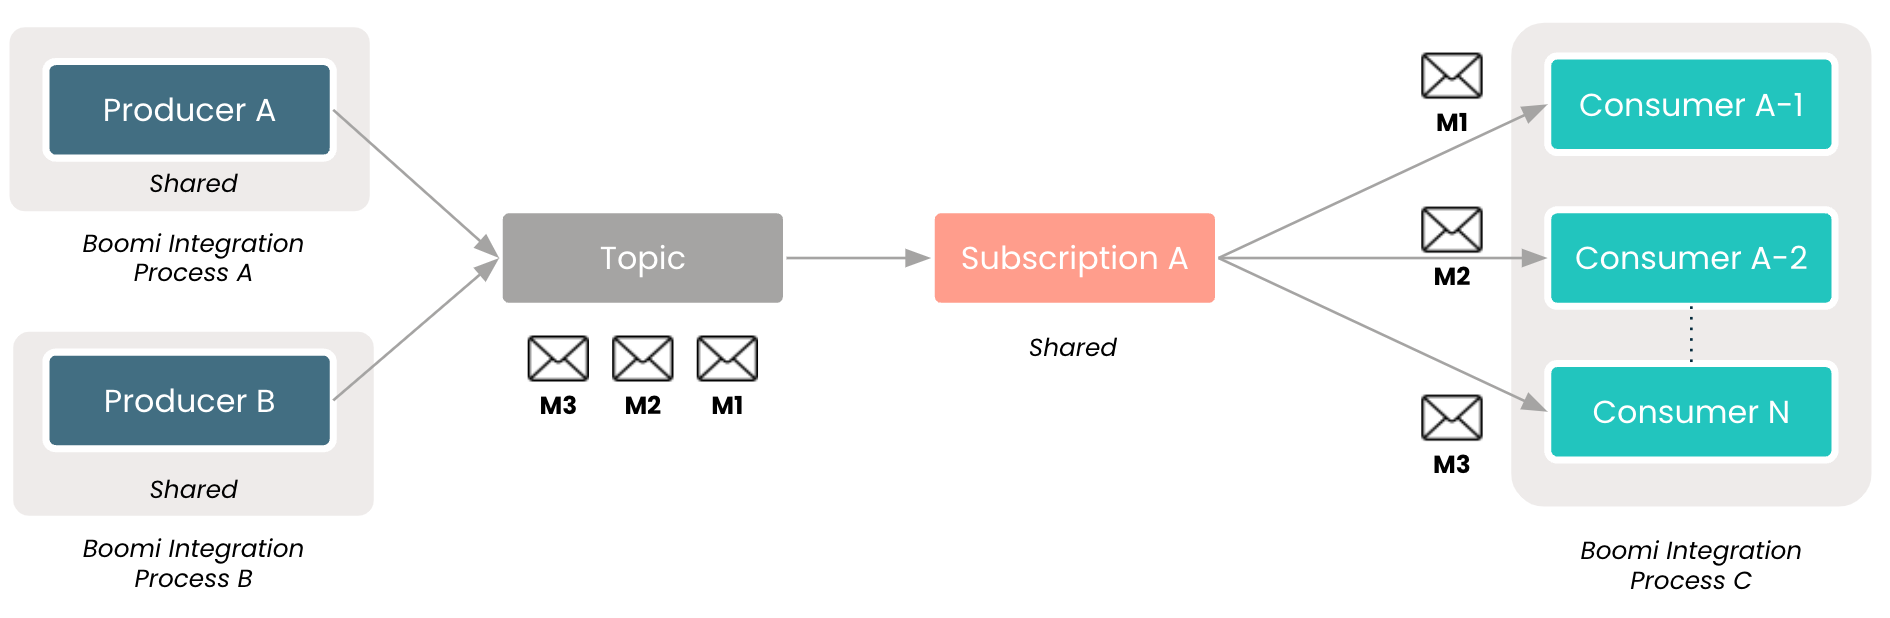 Producer A
Shared
Boomi Integration
Process A
Producer B
Shared
Boomi Integration
Process B
Topic
M3 M2 M1
Subscription A
Shared
M1
M2
M3
Consumer A-1
Consumer A-2
Consumer N
Boomi Integration
Process C